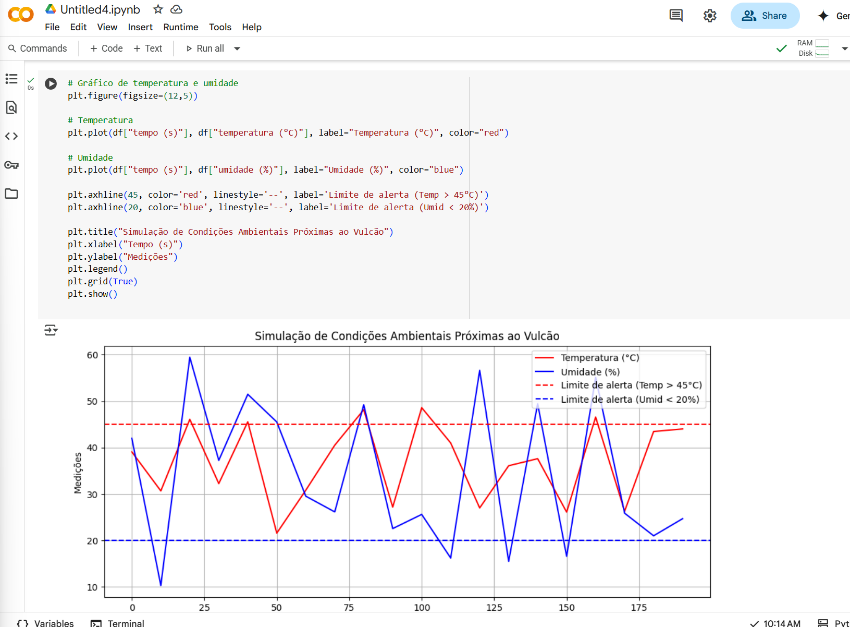 Untitled4.ipynb
Share
File Edit View Insert Runtime Tools Help
Commands + Code + Text Run all
RAM
Disk
0s
# Gráfico de temperatura e umidade
plt.figure(figsize=(12,5))
# Temperatura
plt.plot(df["tempo (s)"], df["temperatura (°C)"], label="Temperatura (°C)", color="red")
# Umidade
plt.plot(df["tempo (s)"], df["umidade (%)"], label="Umidade (%)", color="blue")
plt.axhline(45, color='red', linestyle='--', label='Limite de alerta (Temp > 45°C)')
plt.axhline(20, color='blue', linestyle='--', label='Limite de alerta (Umid < 20%)')
plt.title("Simulação de Condições Ambientais Próximas ao Vulcão")
plt.xlabel("Tempo (s)")
plt.ylabel("Medições")
plt.legend()
plt.grid(True)
plt.show()
Simulação de Condições Ambientais Próximas ao Vulcão
Temperatura (°C)
Umidade (%)
Limite de alerta (Temp > 45°C)
Limite de alerta (Umid < 20%)
Medições
60
50
40
30
20
10
0 25 50 75 100 125 150 175
Variables Terminal
10:14 AM